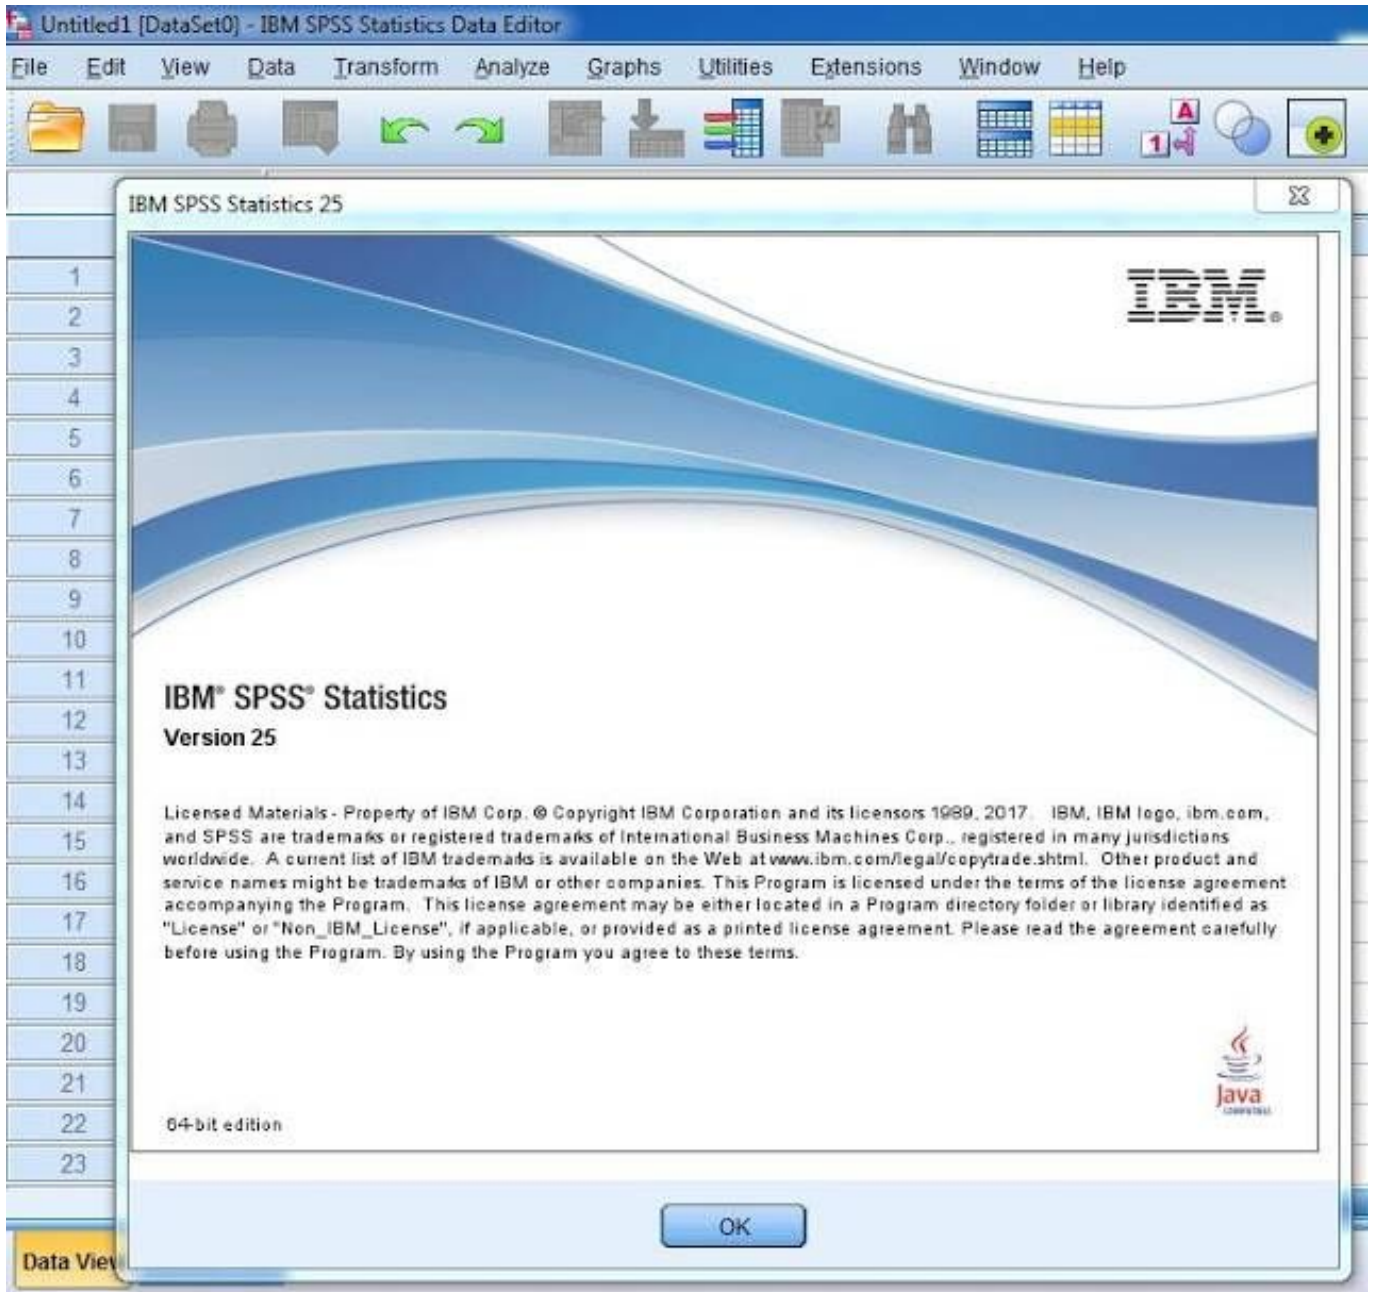 Untitled1 [DataSet0] - IBM SPSS Statistics Data Editor
File Edit View Data Transform Analyze Graphs Utilities Extensions Window Help
A
1
IBM SPSS Statistics 25
IBM®
1
2
3
4
5
6
7
8
9
10
11
12
13
14
15
16
17
18
19
20
21
22
23
IBM® SPSS® Statistics
Version 25
Licensed Materials - Property of IBM Corp. © Copyright IBM Corporation and its licensors 1989, 2017. IBM, IBM logo, ibm.com,
and SPSS are trademarks or registered trademarks of International Business Machines Corp., registered in many jurisdictions
worldwide. A current list of IBM trademarks is available on the Web at www.ibm.com/legal/copytrade.shtml. Other product and
service names might be trademarks of IBM or other companies. This Program is licensed under the terms of the license agreement
accompanying the Program. This license agreement may be either located in a Program directory folder or library identified as
"License" or "Non_IBM_License", if applicable, or provided as a printed license agreement. Please read the agreement carefully
before using the Program. By using the Program you agree to these terms.
Java
COMPATIBLE
64-bit edition
OK
Data View